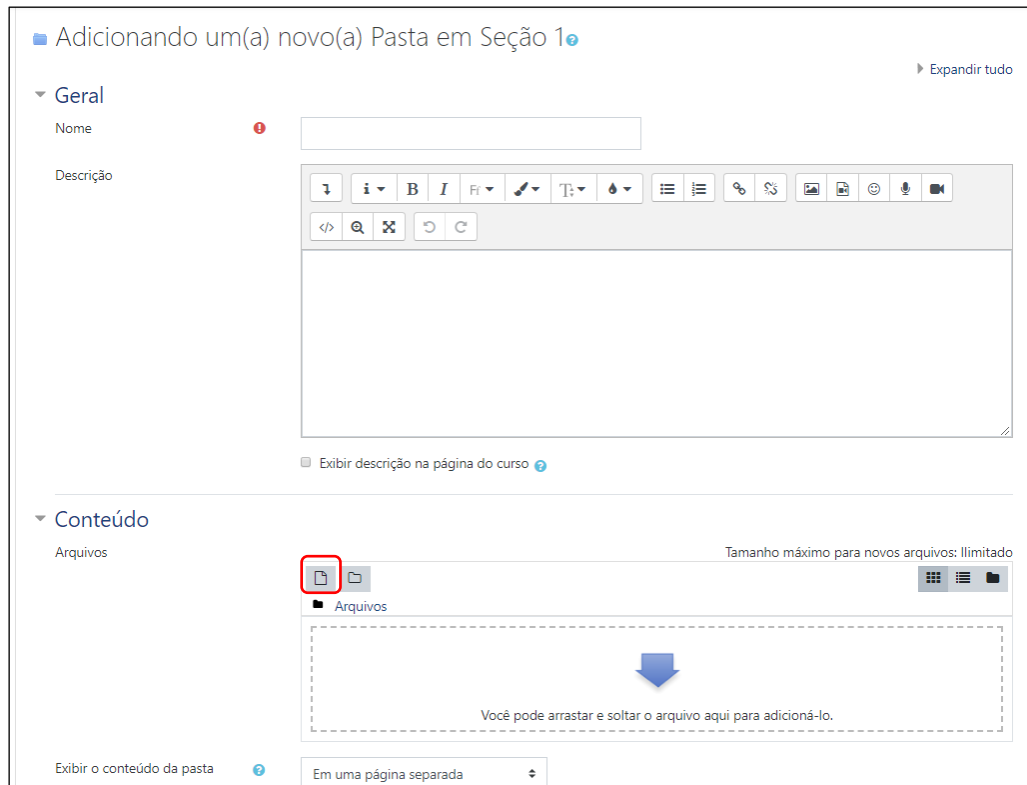 Adicionando um(a) novo(a) Pasta em Seção 1
Expandir tudo
Geral
Nome
Descrição
Exibir descrição na página do curso
Conteúdo
Arquivos
Tamanho máximo para novos arquivos: Ilimitado
Arquivos
Você pode arrastar e soltar o arquivo aqui para adicioná-lo.
Exibir o conteúdo da pasta
Em uma página separada